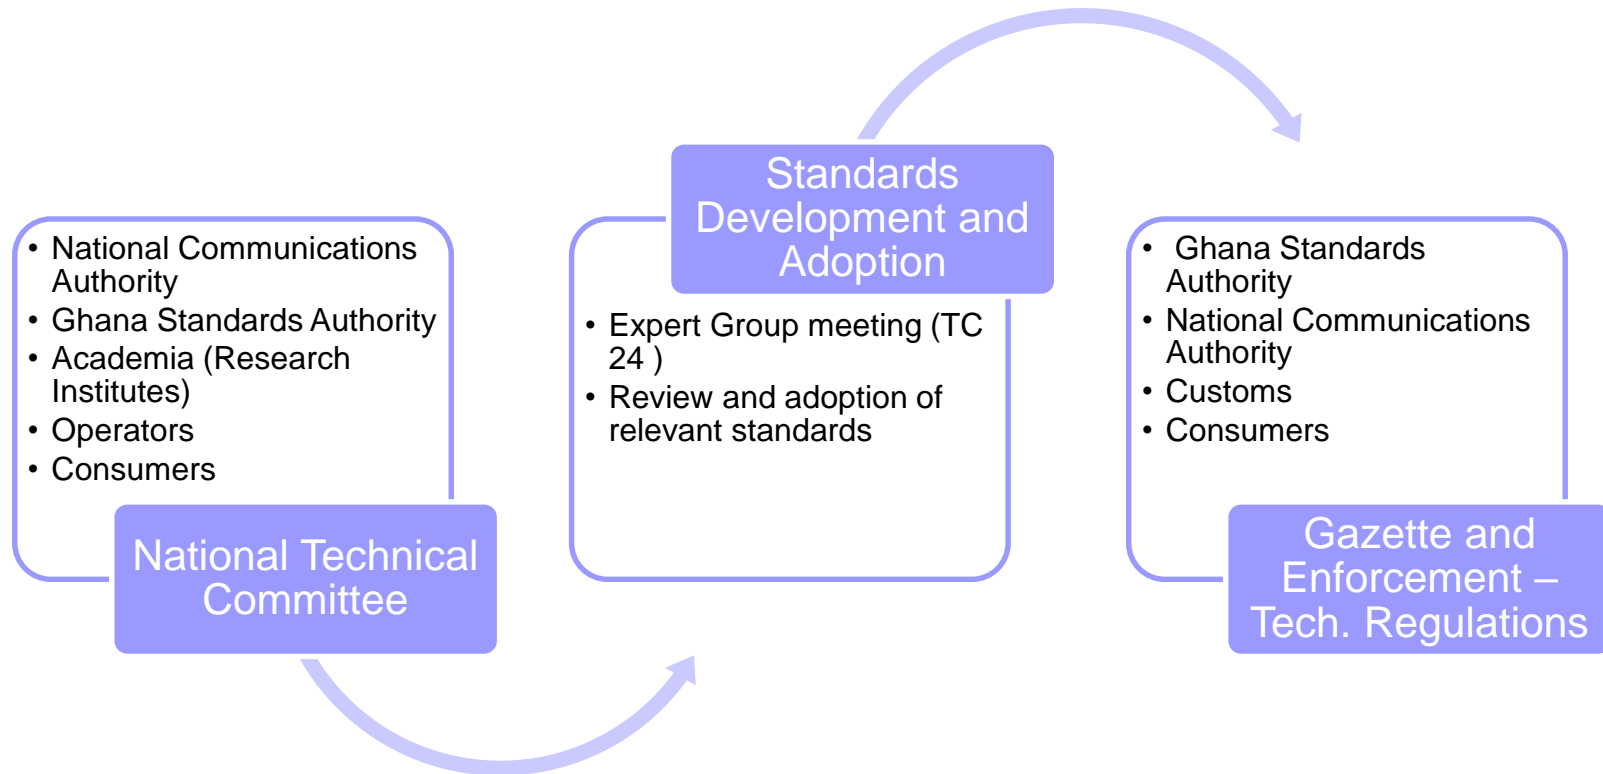 • National Communications
Authority
• Ghana Standards Authority
• Academia (Research
Institutes)
• Operators
• Consumers
National Technical
Committee
Standards
Development and
Adoption
• Expert Group meeting (TC
24 )
• Review and adoption of
relevant standards
• Ghana Standards
Authority
• National Communications
Authority
• Customs
• Consumers
Gazette and
Enforcement –
Tech. Regulations